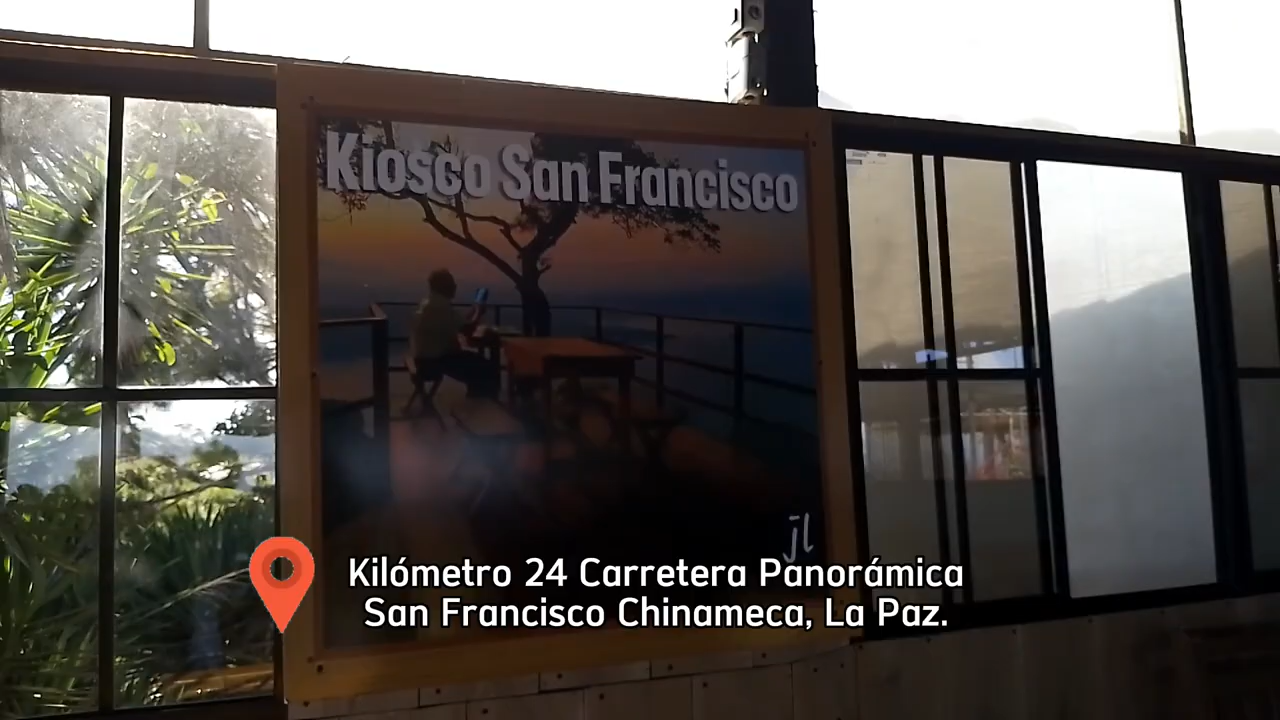 Kiosco San Francisco
jl
Kilómetro 24 Carretera Panorámica
San Francisco Chinameca, La Paz.